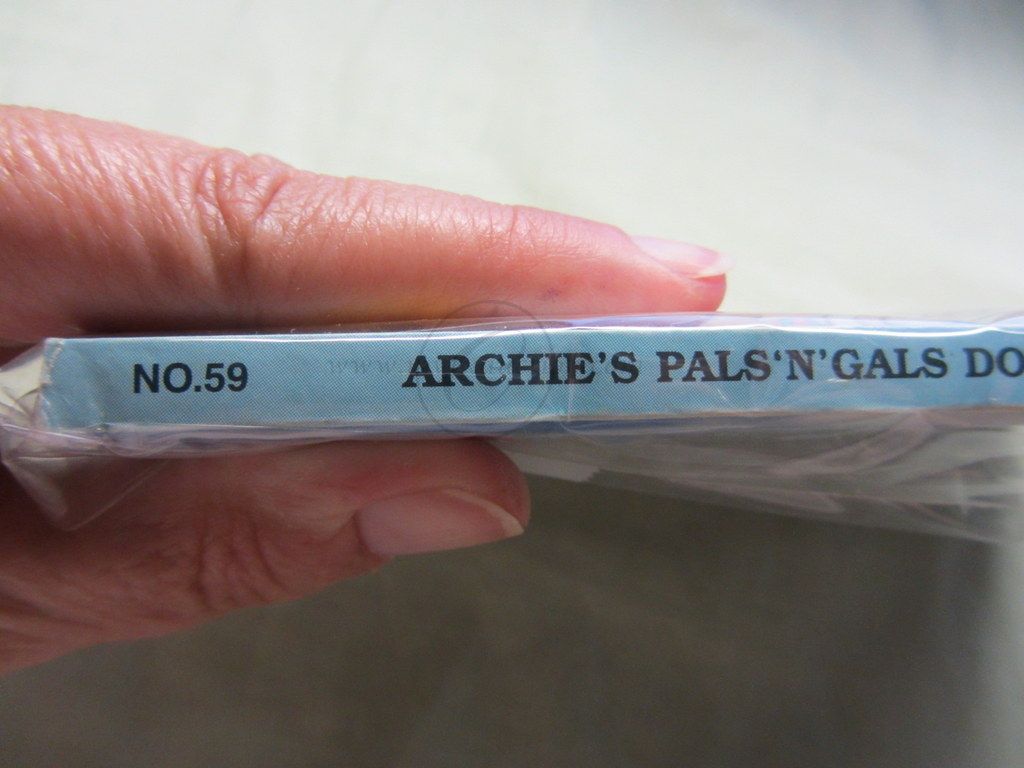 NO.59 ARCHIE'S PALS'N'GALS DO